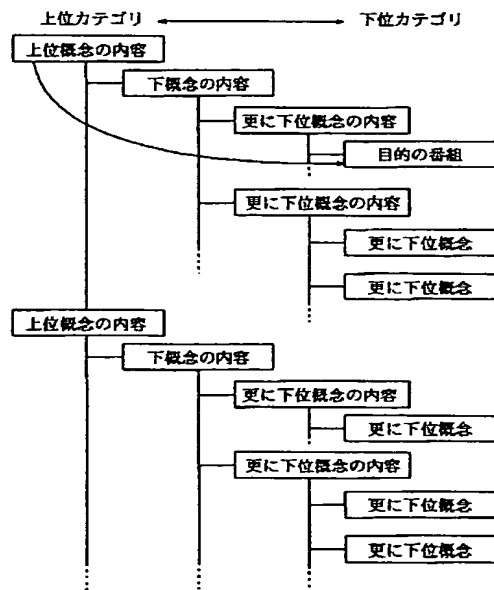 上位カテゴリ 下位カテゴリ
上位概念の内容
下概念の内容
更に下位概念の内容
目的の番組
更に下位概念の内容
更に下位概念
更に下位概念
上位概念の内容
下概念の内容
更に下位概念の内容
更に下位概念
更に下位概念の内容
更に下位概念
更に下位概念